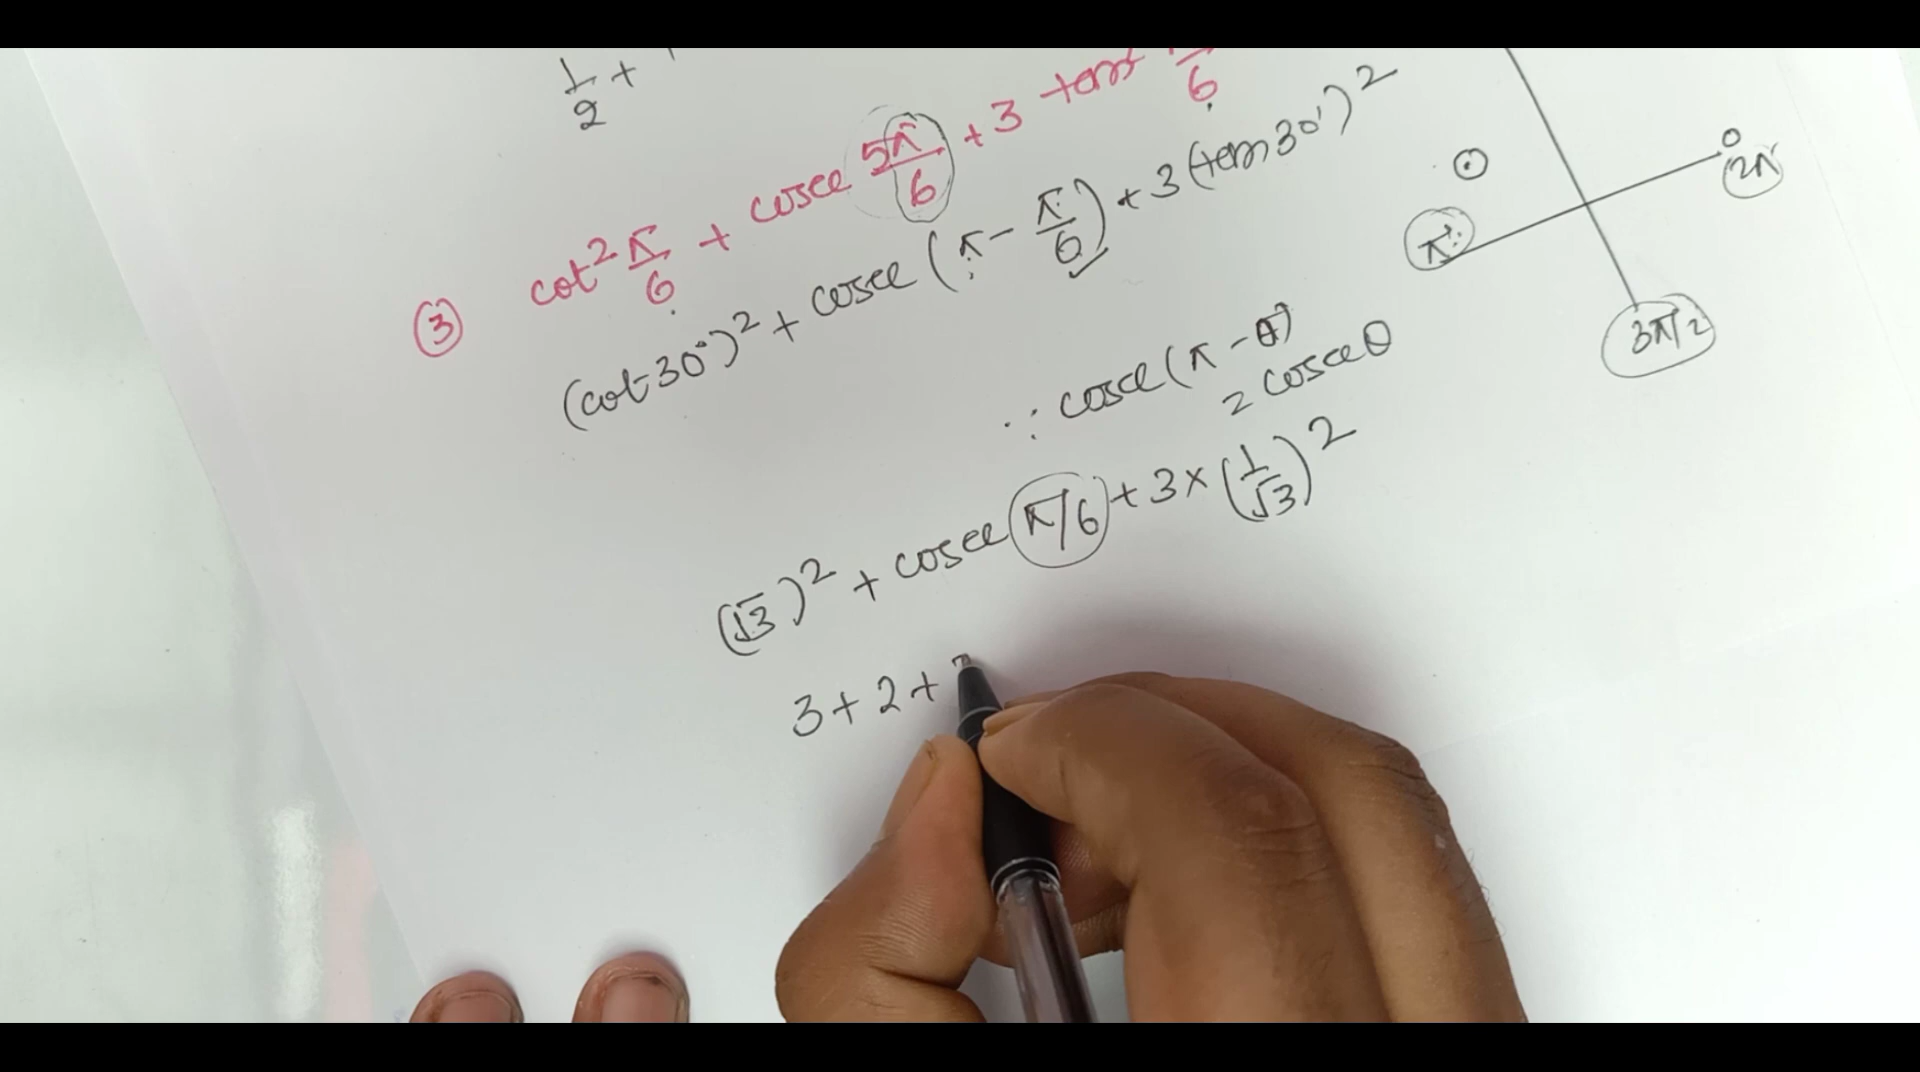 1/2 +
③ cot² π/6 + cosec 5π/6 + 3 tan² π/6
(cot 30°)² + cosec (π - π/6) + 3 (tan 30°)²
∴ cosec (π - θ)
= cosec θ
(√3)² + cosec π/6 + 3 × (1/√3)²
3 + 2 +
0
2π
π
3π/2